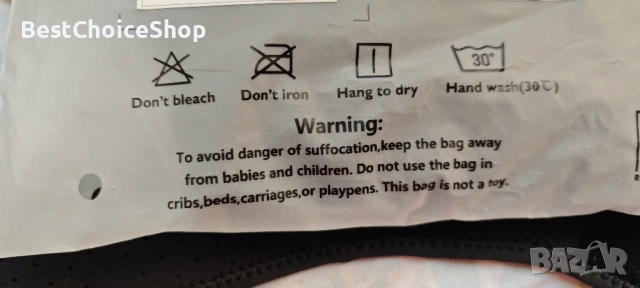 BestChoiceShop
30°
Don't bleach Don't iron Hang to dry Hand wash(30℃)
Warning:
To avoid danger of suffocation,keep the bag away
from babies and children. Do not use the bag in
cribs,beds,carriages,or playpens. This bag is not a toy.
BAZAR